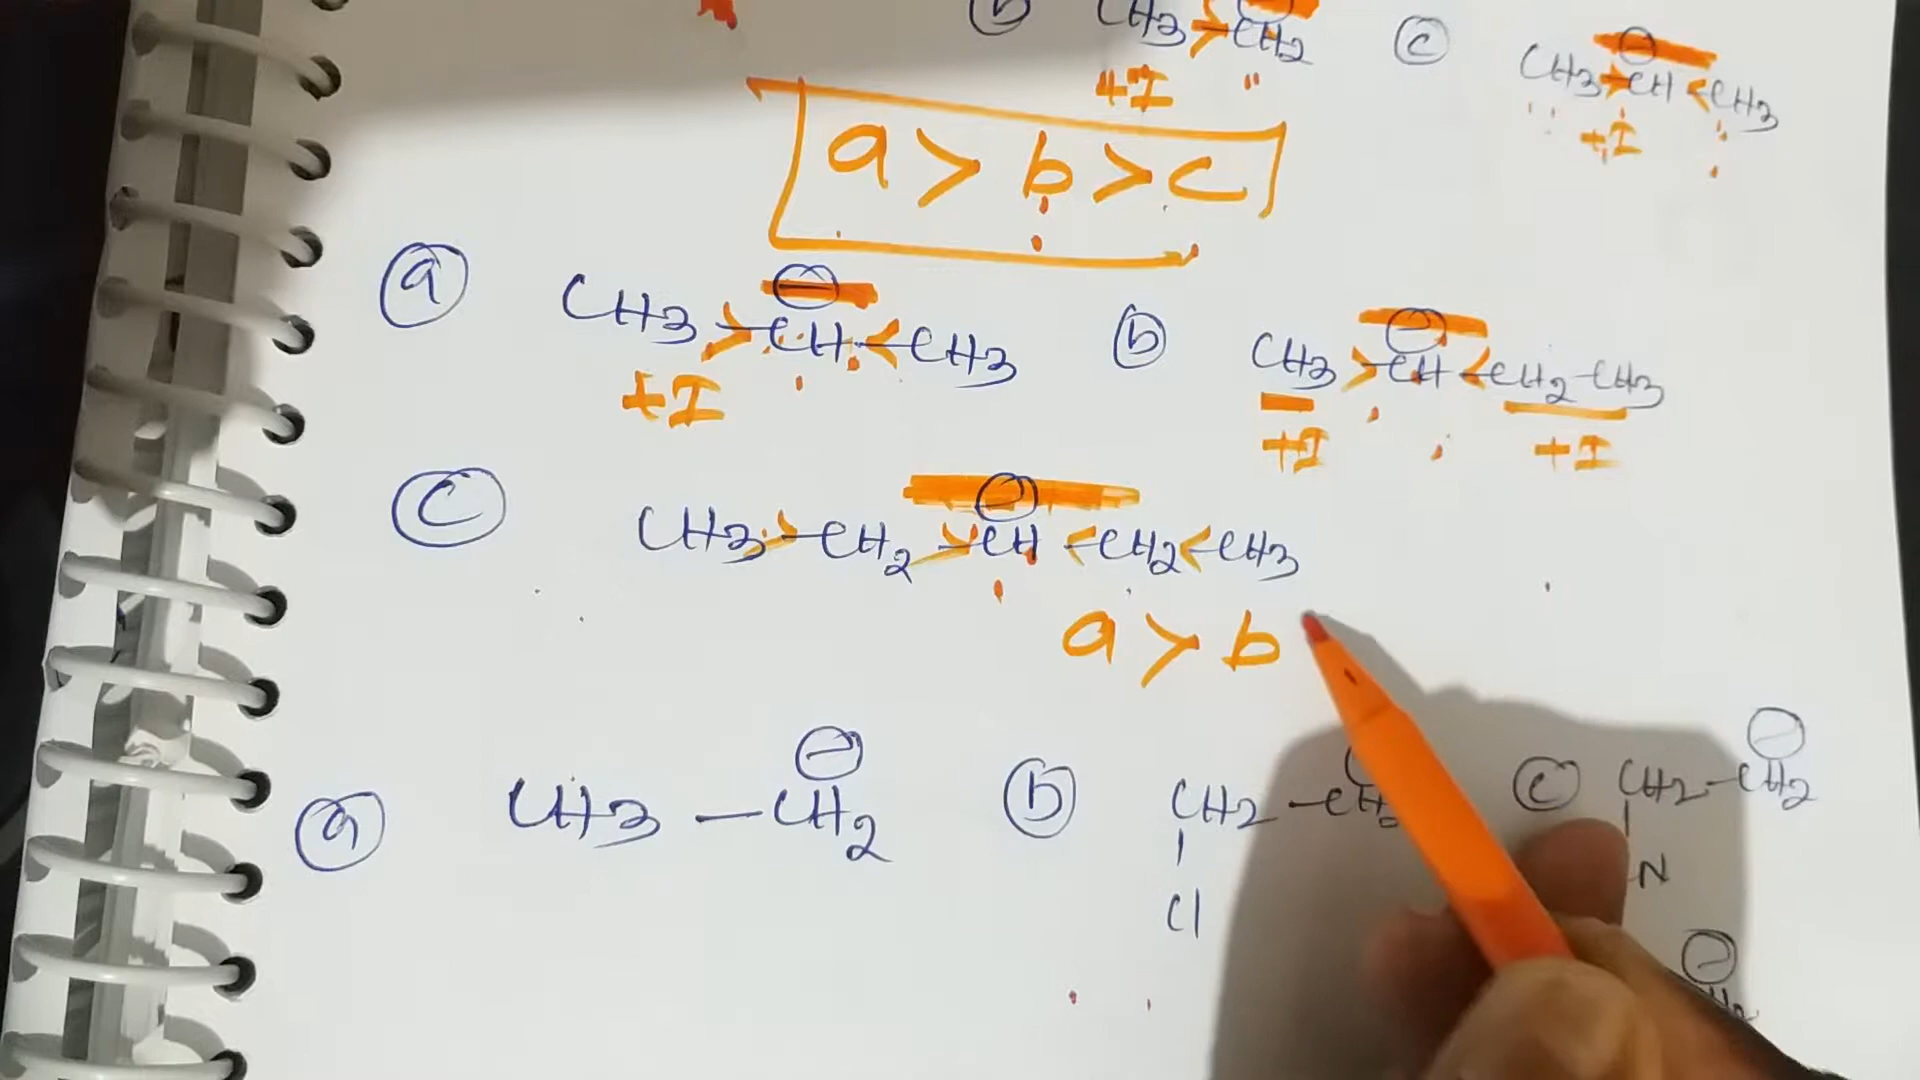 b CH3 > CH2 ⊖ c CH3 > CH ⊖ < CH3
+I +I
a > b > c
a CH3 > CH ⊖ < CH3 b CH3 > CH ⊖ < CH2 - CH3
+I +I +I
c CH3 > CH2 > CH ⊖ < CH2 < CH3
a > b
a CH3 - CH2 ⊖ b CH2 - CH c CH2 - CH2 ⊖
Cl N
⊖